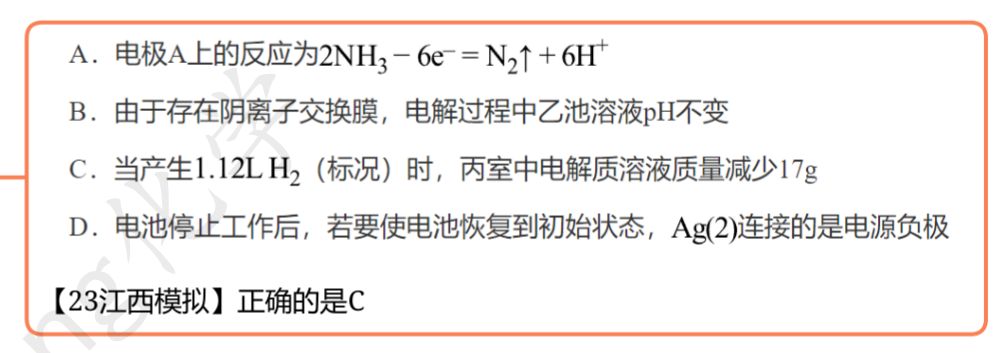 A．电极A上的反应为2NH₃－6e⁻＝N₂↑＋6H⁺
B．由于存在阴离子交换膜，电解过程中乙池溶液pH不变
C．当产生1.12L H₂（标况）时，丙室中电解质溶液质量减少17g
D．电池停止工作后，若要使电池恢复到初始状态，Ag(2)连接的是电源负极
【23江西模拟】正确的是C
ng化学